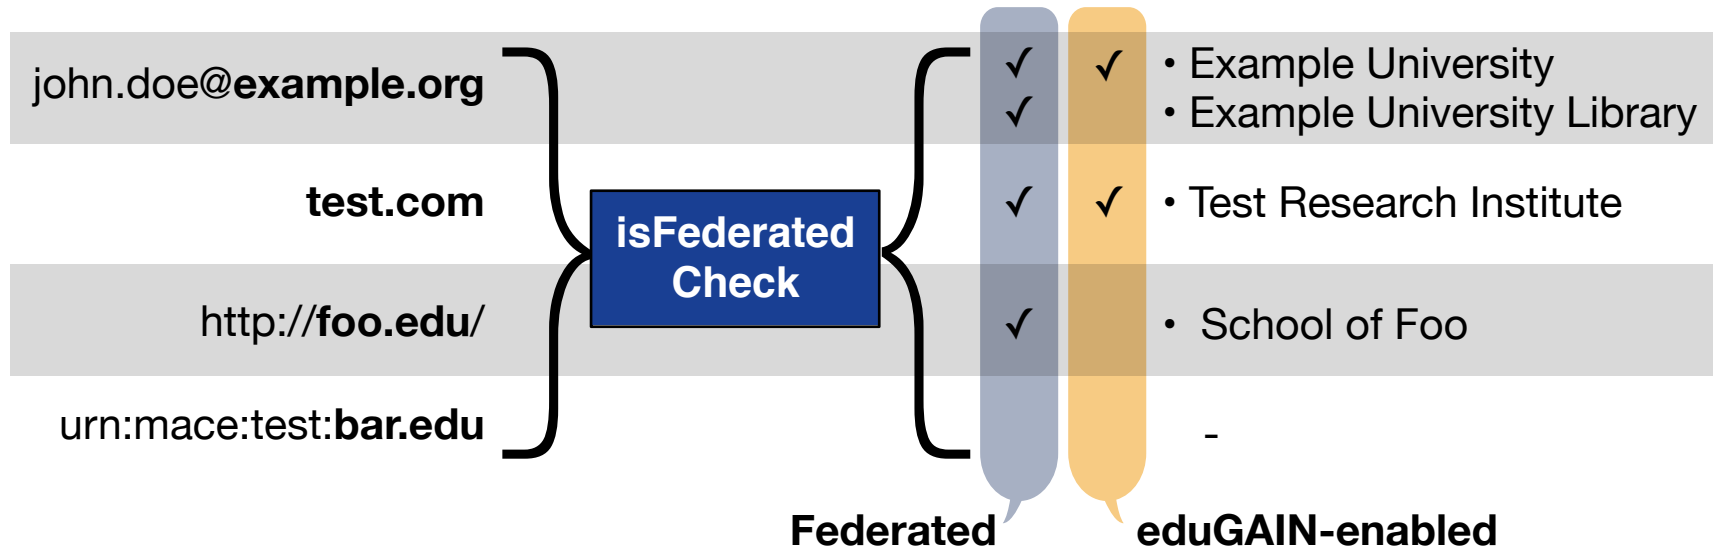 john.doe@example.org
✓ ✓ • Example University
✓ • Example University Library
test.com
✓ ✓ • Test Research Institute
isFederated
Check
http://foo.edu/
✓ • School of Foo
urn:mace:test:bar.edu
-
Federated
eduGAIN-enabled